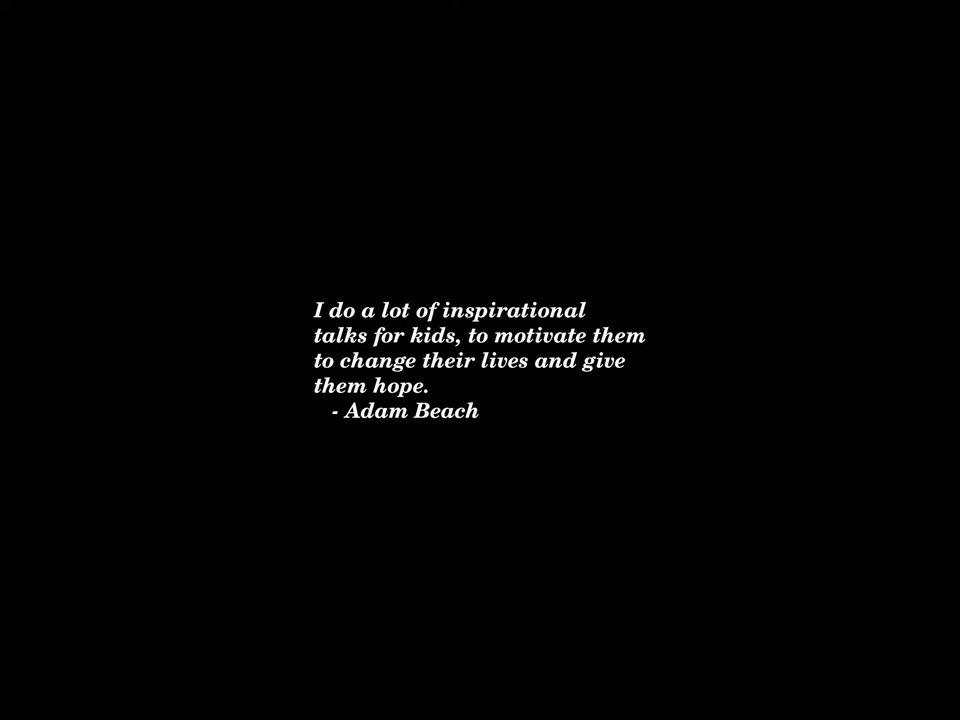 I do a lot of inspirational
talks for kids, to motivate them
to change their lives and give
them hope.
- Adam Beach